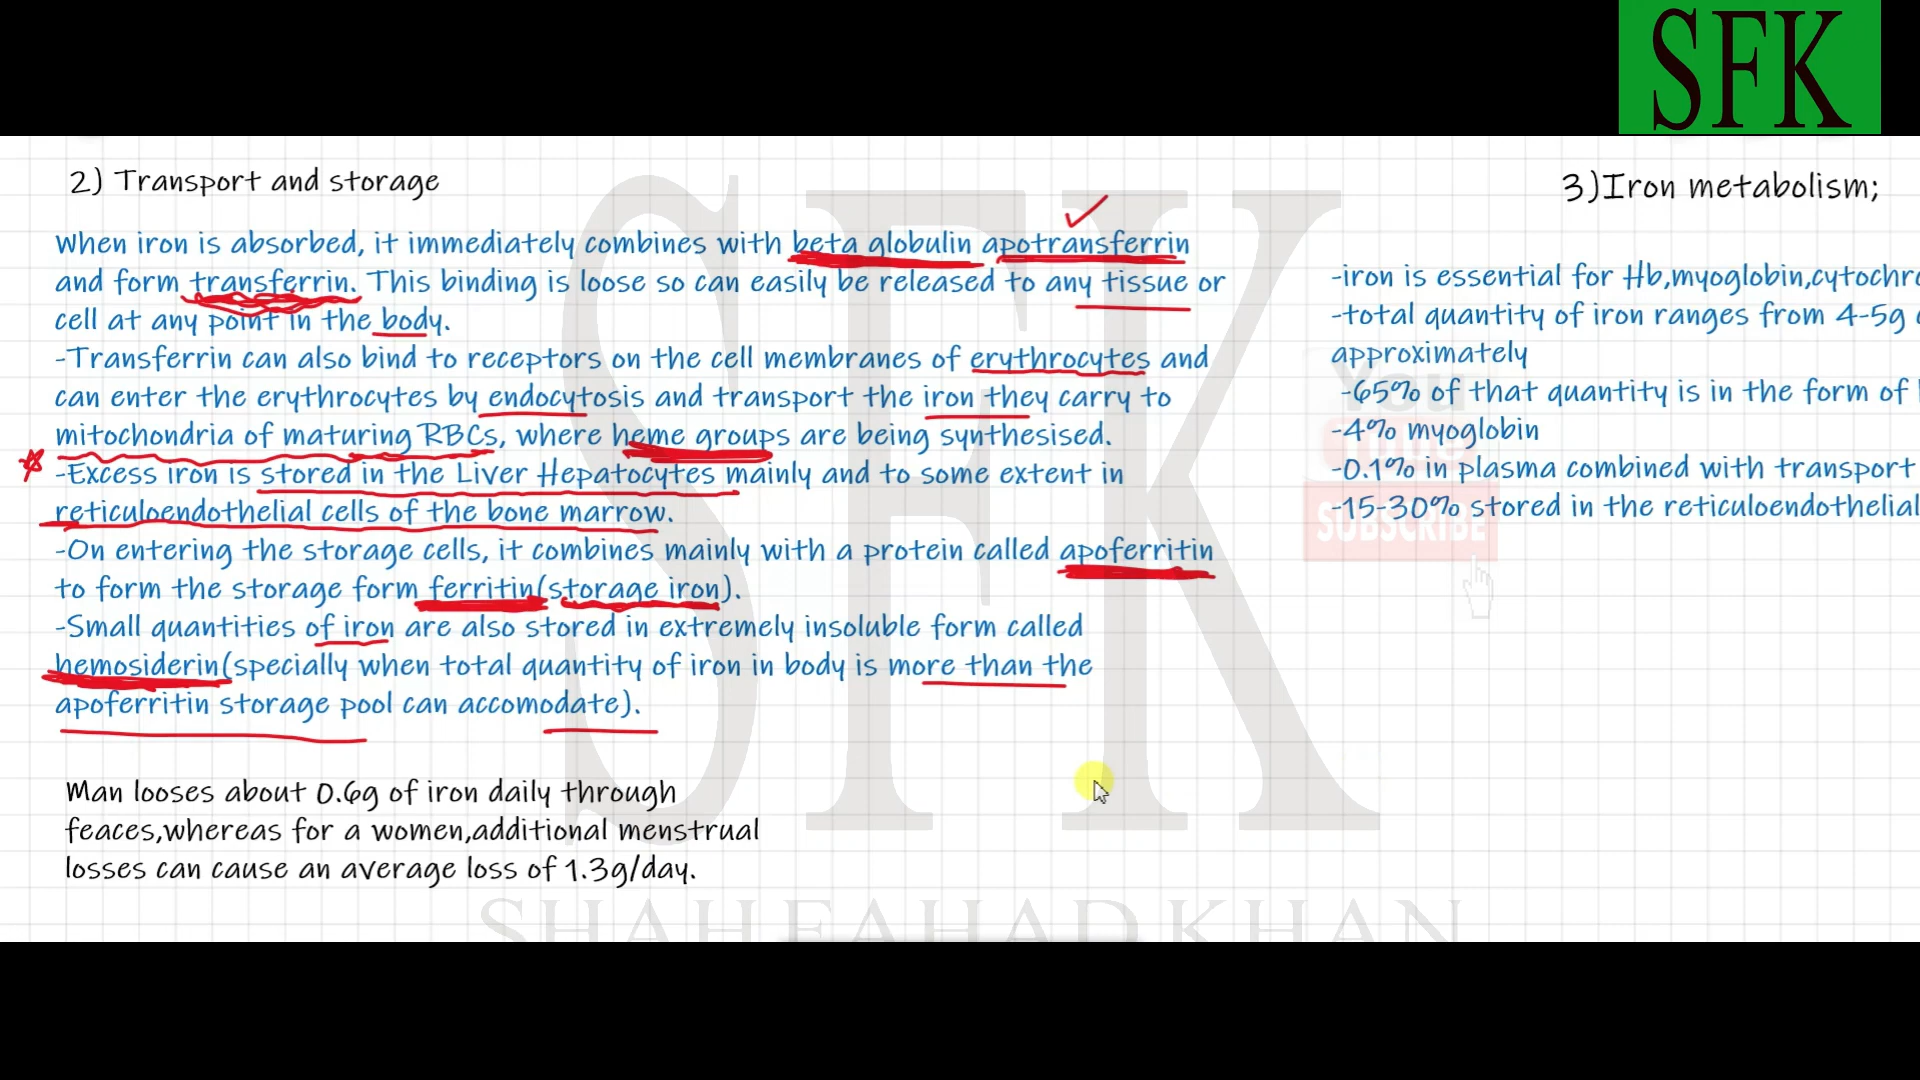 SFK
2) Transport and storage
When iron is absorbed, it immediately combines with beta globulin apotransferrin
and form transferrin. This binding is loose so can easily be released to any tissue or
cell at any point in the body.
-Transferrin can also bind to receptors on the cell membranes of erythrocytes and
can enter the erythrocytes by endocytosis and transport the iron they carry to
mitochondria of maturing RBCs, where heme groups are being synthesised.
-Excess iron is stored in the Liver Hepatocytes mainly and to some extent in
reticuloendothelial cells of the bone marrow.
-On entering the storage cells, it combines mainly with a protein called apoferritin
to form the storage form ferritin(storage iron).
-Small quantities of iron are also stored in extremely insoluble form called
hemosiderin(specially when total quantity of iron in body is more than the
apoferritin storage pool can accomodate).
Man looses about 0.6g of iron daily through
feaces,whereas for a women,additional menstrual
losses can cause an average loss of 1.3g/day.
3)Iron metabolism;
-iron is essential for Hb,myoglobin,cytochro
-total quantity of iron ranges from 4-5g
approximately
-65% of that quantity is in the form of
-4% myoglobin
-0.1% in plasma combined with transport
-15-30% stored in the reticuloendothelial
You
Tube
SUBSCRIBE
SFK
SHAH FAHAD KHAN